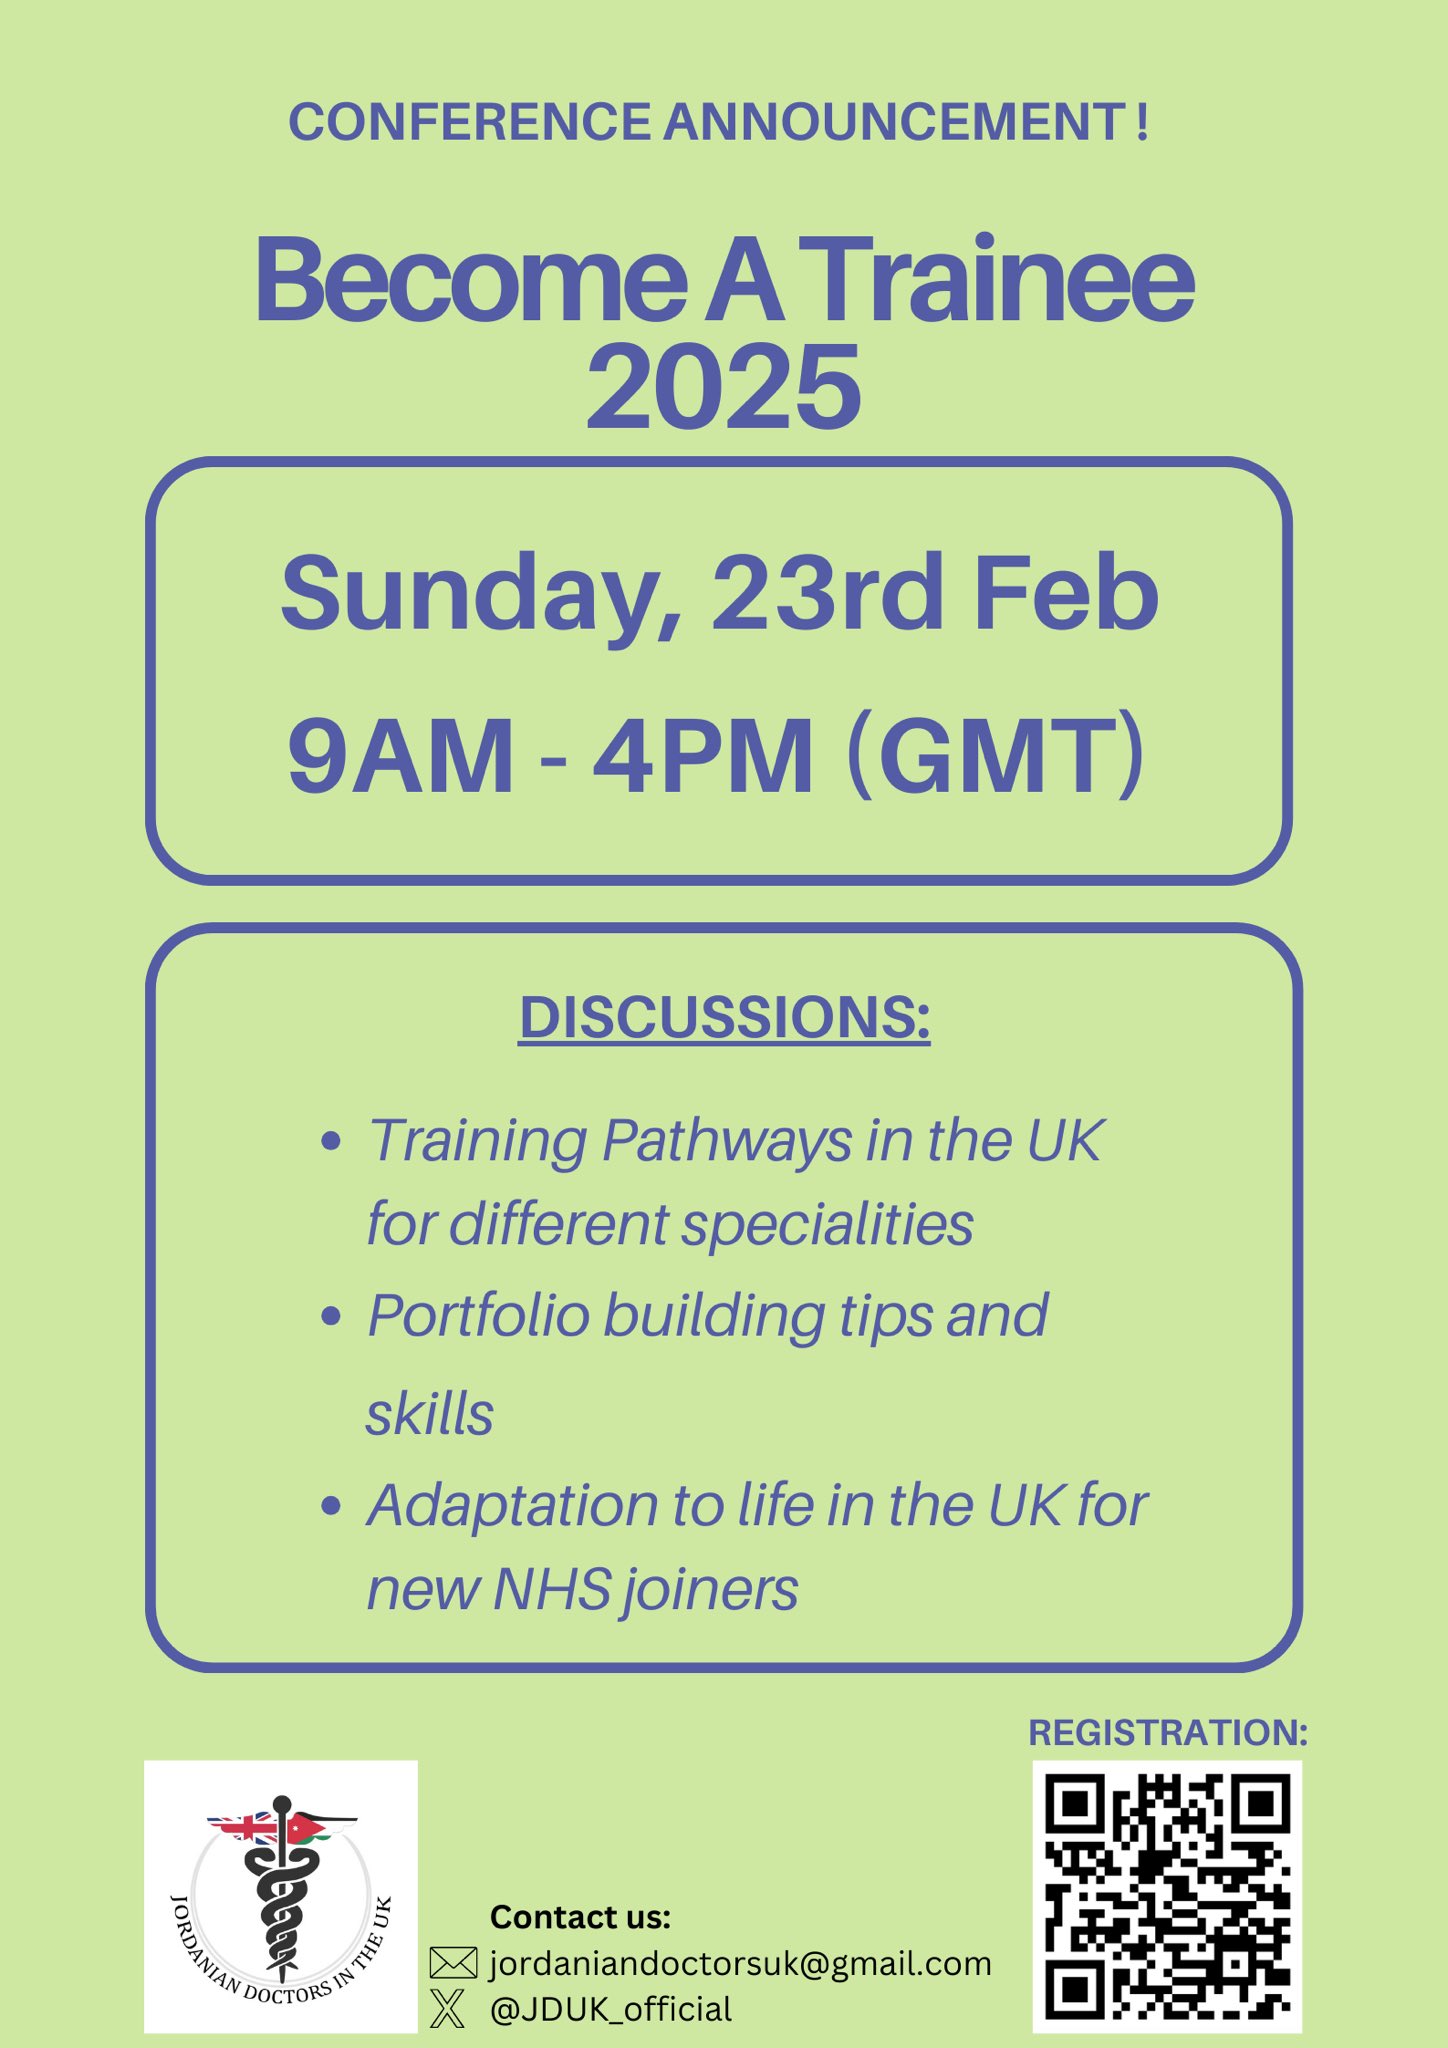 CONFERENCE ANNOUNCEMENT !
Become A Trainee
2025
Sunday, 23rd Feb
9AM - 4PM (GMT)
DISCUSSIONS:
• Training Pathways in the UK
for different specialities
• Portfolio building tips and
skills
• Adaptation to life in the UK for
new NHS joiners
REGISTRATION:
JORDANIAN DOCTORS IN THE UK
Contact us:
jordaniandoctorsuk@gmail.com
@JDUK_official